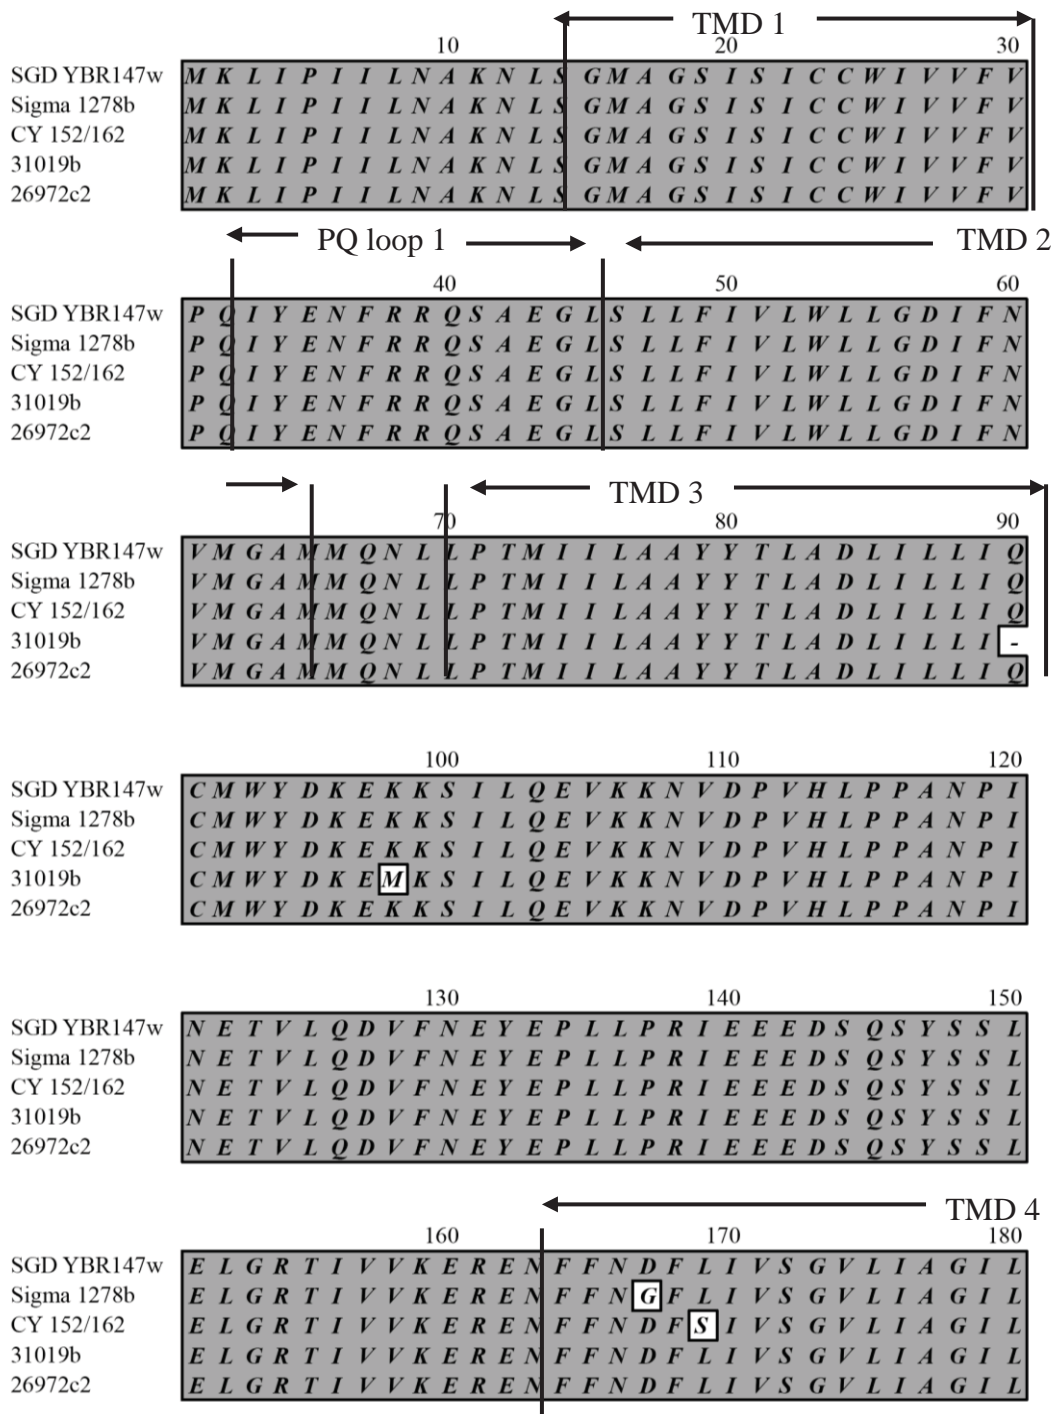 TMD 1
10 20 30
SGD YBR147w M K L I P I I L N A K N L S G M A G S I S I C C W I V V F V
Sigma 1278b M K L I P I I L N A K N L S G M A G S I S I C C W I V V F V
CY 152/162 M K L I P I I L N A K N L S G M A G S I S I C C W I V V F V
31019b M K L I P I I L N A K N L S G M A G S I S I C C W I V V F V
26972c2 M K L I P I I L N A K N L S G M A G S I S I C C W I V V F V
PQ loop 1 TMD 2
40 50 60
SGD YBR147w P Q I Y E N F R R Q S A E G L S L L F I V L W L L G D I F N
Sigma 1278b P Q I Y E N F R R Q S A E G L S L L F I V L W L L G D I F N
CY 152/162 P Q I Y E N F R R Q S A E G L S L L F I V L W L L G D I F N
31019b P Q I Y E N F R R Q S A E G L S L L F I V L W L L G D I F N
26972c2 P Q I Y E N F R R Q S A E G L S L L F I V L W L L G D I F N
TMD 3
70 80 90
SGD YBR147w V M G A M M Q N L L P T M I I L A A Y Y T L A D L I L L I Q
Sigma 1278b V M G A M M Q N L L P T M I I L A A Y Y T L A D L I L L I Q
CY 152/162 V M G A M M Q N L L P T M I I L A A Y Y T L A D L I L L I Q
31019b V M G A M M Q N L L P T M I I L A A Y Y T L A D L I L L I -
26972c2 V M G A M M Q N L L P T M I I L A A Y Y T L A D L I L L I Q
100 110 120
SGD YBR147w C M W Y D K E K K S I L Q E V K K N V D P V H L P P A N P I
Sigma 1278b C M W Y D K E K K S I L Q E V K K N V D P V H L P P A N P I
CY 152/162 C M W Y D K E K K S I L Q E V K K N V D P V H L P P A N P I
31019b C M W Y D K E M K S I L Q E V K K N V D P V H L P P A N P I
26972c2 C M W Y D K E K K S I L Q E V K K N V D P V H L P P A N P I
130 140 150
SGD YBR147w N E T V L Q D V F N E Y E P L L P R I E E E D S Q S Y S S L
Sigma 1278b N E T V L Q D V F N E Y E P L L P R I E E E D S Q S Y S S L
CY 152/162 N E T V L Q D V F N E Y E P L L P R I E E E D S Q S Y S S L
31019b N E T V L Q D V F N E Y E P L L P R I E E E D S Q S Y S S L
26972c2 N E T V L Q D V F N E Y E P L L P R I E E E D S Q S Y S S L
TMD 4
160 170 180
SGD YBR147w E L G R T I V V K E R E N F F N D F L I V S G V L I A G I L
Sigma 1278b E L G R T I V V K E R E N F F N G F L I V S G V L I A G I L
CY 152/162 E L G R T I V V K E R E N F F N D F S I V S G V L I A G I L
31019b E L G R T I V V K E R E N F F N D F L I V S G V L I A G I L
26972c2 E L G R T I V V K E R E N F F N D F L I V S G V L I A G I L